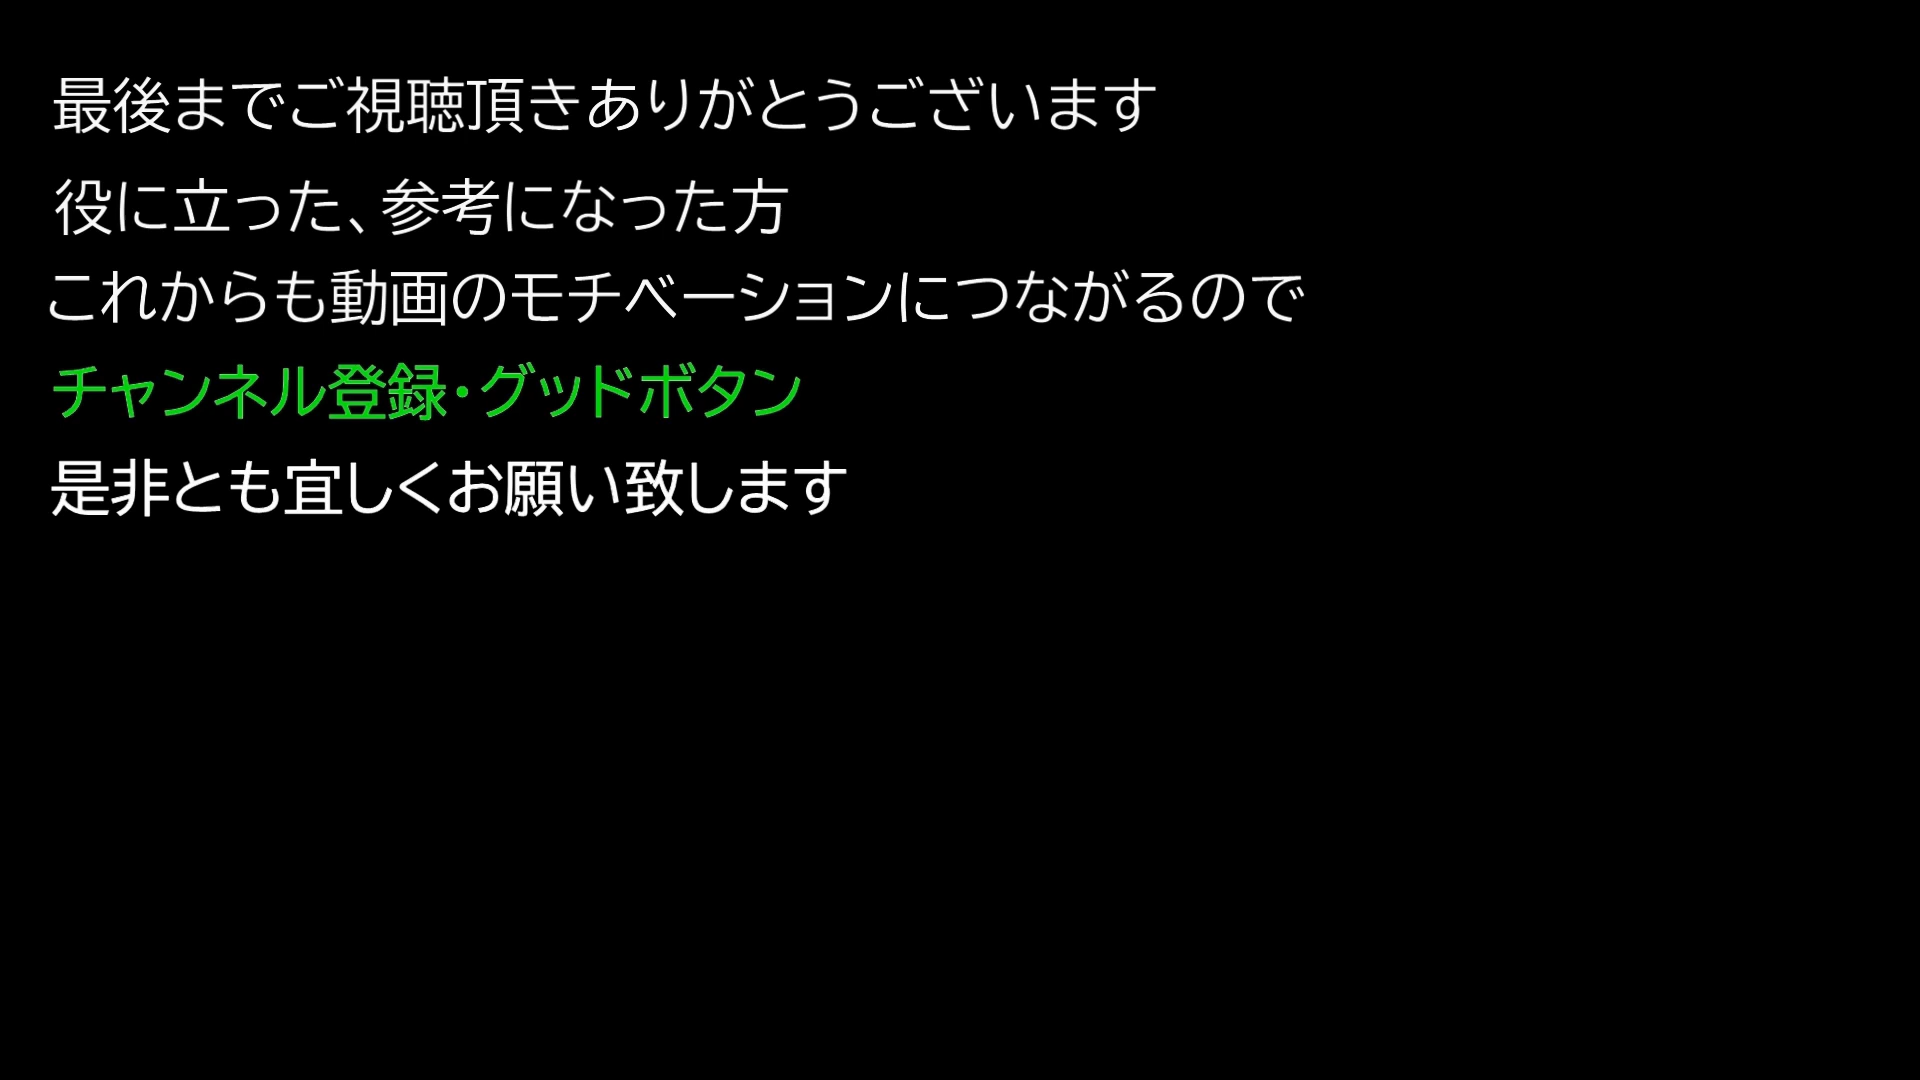 最後までご視聴頂きありがとうございます
役に立った、参考になった方
これからも動画のモチベーションにつながるので
チャンネル登録・グッドボタン
是非とも宜しくお願い致します